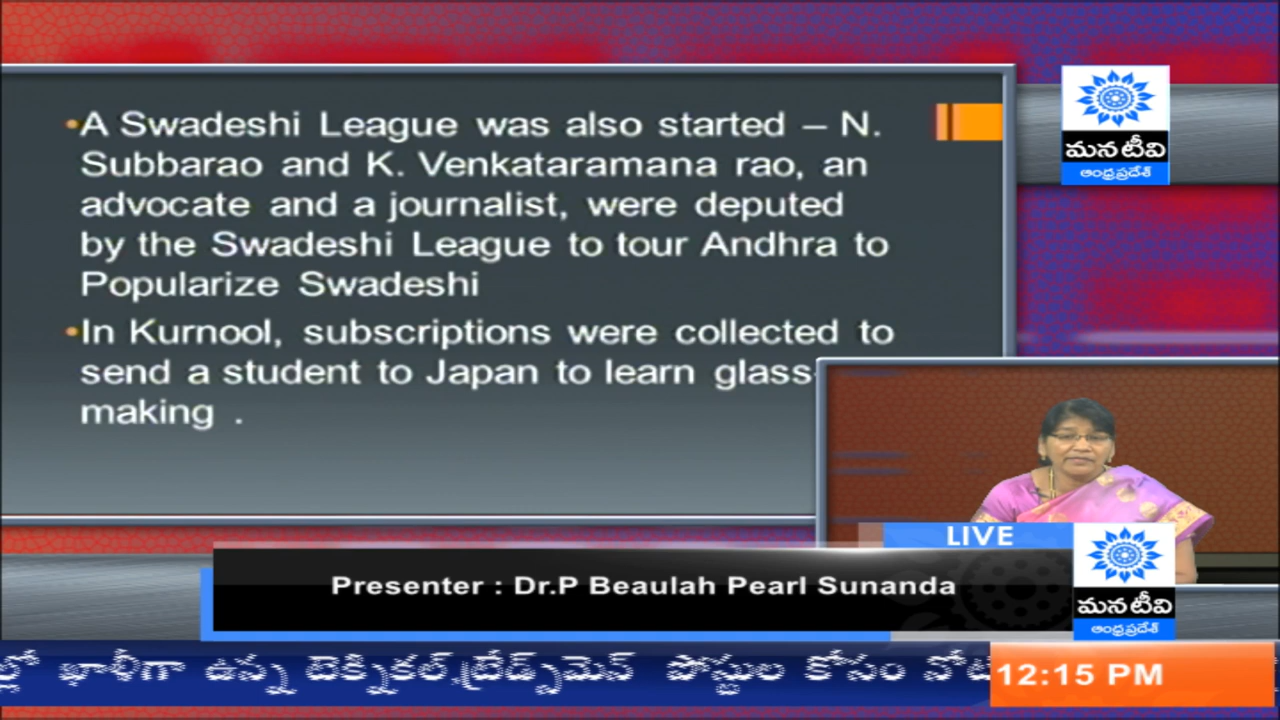 •A Swadeshi League was also started – N.
Subbarao and K. Venkataramana rao, an
advocate and a journalist, were deputed
by the Swadeshi League to tour Andhra to
Popularize Swadeshi
•In Kurnool, subscriptions were collected to
send a student to Japan to learn glass-
making .
మన టీవి
ఆంధ్రప్రదేశ్
LIVE
Presenter : Dr.P Beaulah Pearl Sunanda
మన టీవి
ఆంధ్రప్రదేశ్
ఖాళీగా ఉన్న టెక్నికల్,ట్రేడ్స్‌మెన్ పోస్టుల కోసం
12:15 PM